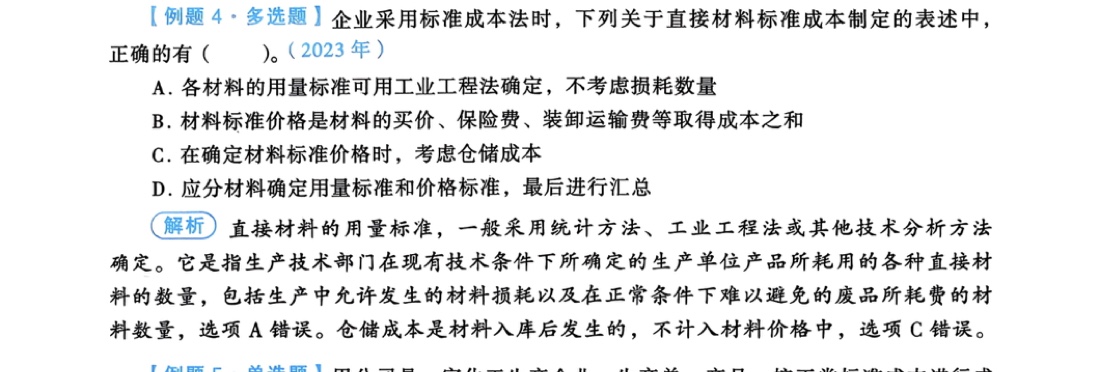 【例题 4·多选题】企业采用标准成本法时，下列关于直接材料标准成本制定的表述中，
正确的有（　　）。（2023 年）
A. 各材料的用量标准可用工业工程法确定，不考虑损耗数量
B. 材料标准价格是材料的买价、保险费、装卸运输费等取得成本之和
C. 在确定材料标准价格时，考虑仓储成本
D. 应分材料确定用量标准和价格标准，最后进行汇总
解析 直接材料的用量标准，一般采用统计方法、工业工程法或其他技术分析方法
确定。它是指生产技术部门在现有技术条件下所确定的生产单位产品所耗用的各种直接材
料的数量，包括生产中允许发生的材料损耗以及在正常条件下难以避免的废品所耗费的材
料数量，选项 A 错误。仓储成本是材料入库后发生的，不计入材料价格中，选项 C 错误。